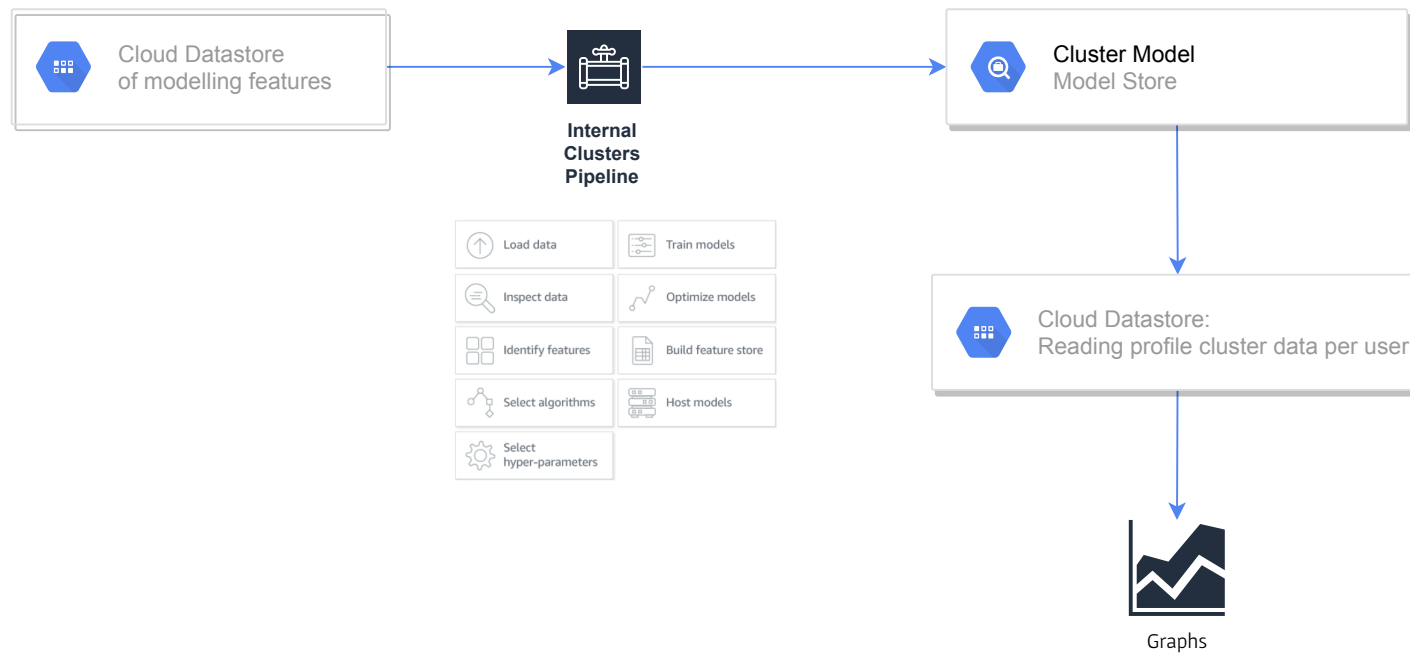 Cloud Datastore
of modelling features
Internal
Clusters
Pipeline
Cluster Model
Model Store
Load data
Train models
Inspect data
Optimize models
Identify features
Build feature store
Select algorithms
Host models
Select
hyper-parameters
Cloud Datastore:
Reading profile cluster data per user
Graphs